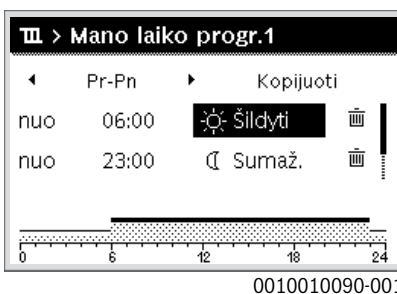 > Mano laiko progr.1
Pr-Pn Kopijuoti
nuo 06:00 Šildyti
nuo 23:00 Sumaž.
0 6 12 18 24
0010010090-001